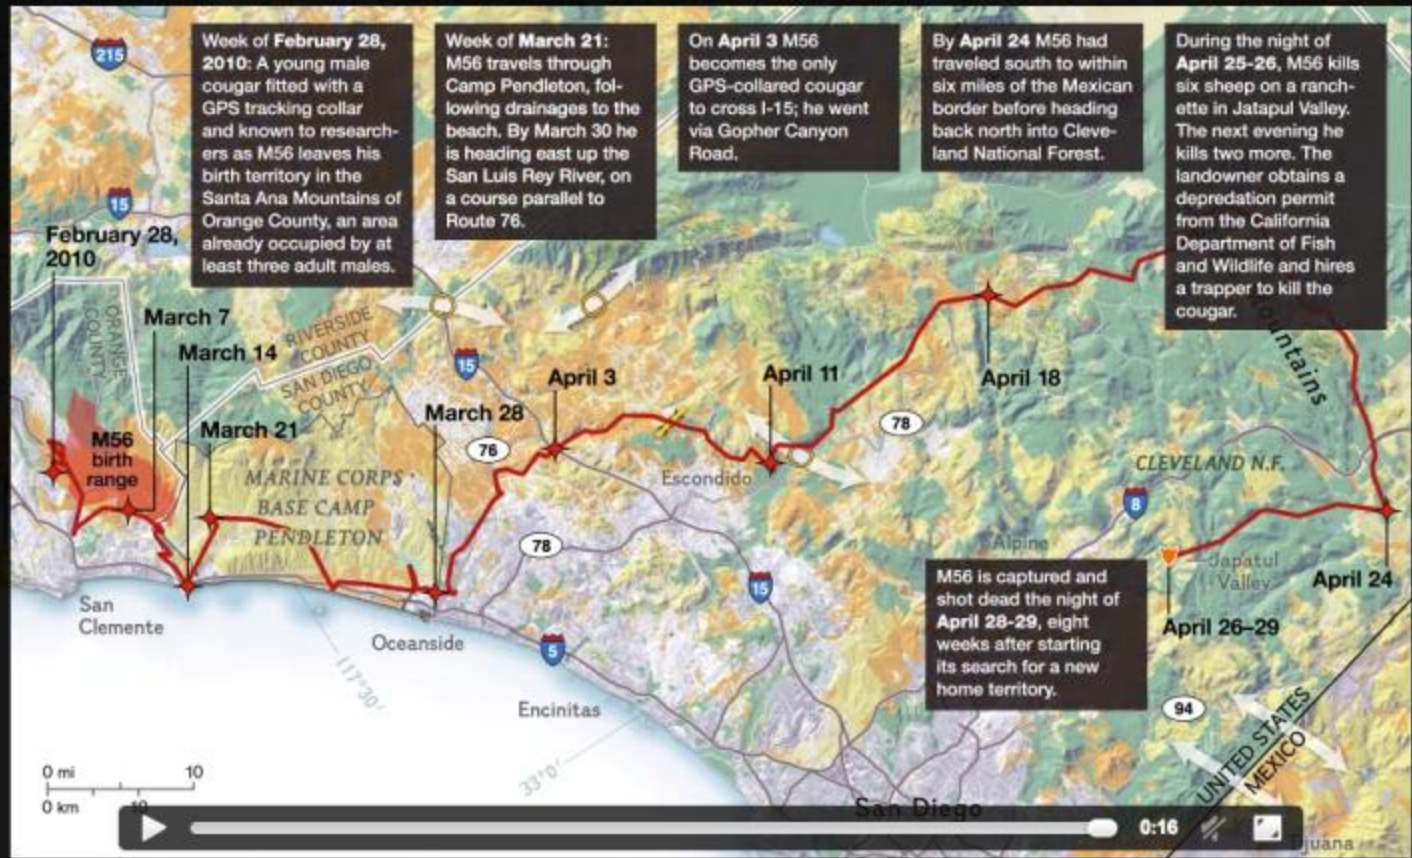 Week of February 28,
2010: A young male
cougar fitted with a
GPS tracking collar
and known to research-
ers as M56 leaves his
birth territory in the
Santa Ana Mountains of
Orange County, an area
already occupied by at
least three adult males.
Week of March 21:
M56 travels through
Camp Pendleton, fol-
lowing drainages to the
beach. By March 30 he
is heading east up the
San Luis Rey River, on
a course parallel to
Route 76.
On April 3 M56
becomes the only
GPS-collared cougar
to cross I-15; he went
via Gopher Canyon
Road.
By April 24 M56 had
traveled south to within
six miles of the Mexican
border before heading
back north into Cleve-
land National Forest.
During the night of
April 25-26, M56 kills
six sheep on a ranch-
ette in Jatapul Valley.
The next evening he
kills two more. The
landowner obtains a
depredation permit
from the California
Department of Fish
and Wildlife and hires
a trapper to kill the
cougar.
215
15
February 28,
2010
ORANGE
COUNTY
March 7
RIVERSIDE
COUNTY
March 14
SAN DIEGO
COUNTY
15
April 3
April 11
April 18
ountains
March 28
March 21
M56
birth
range
76
78
MARINE CORPS
BASE CAMP
PENDLETON
Escondido
CLEVELAND N.F.
8
78
Alpine
Japatul
Valley
April 24
15
San
Clemente
Oceanside
5
M56 is captured and
shot dead the night of
April 28-29, eight
weeks after starting
its search for a new
home territory.
April 26–29
117°30'
Encinitas
94
UNITED STATES
MEXICO
33°0'
0 mi 10
0 km 10
San Diego
0:16
Tijuana